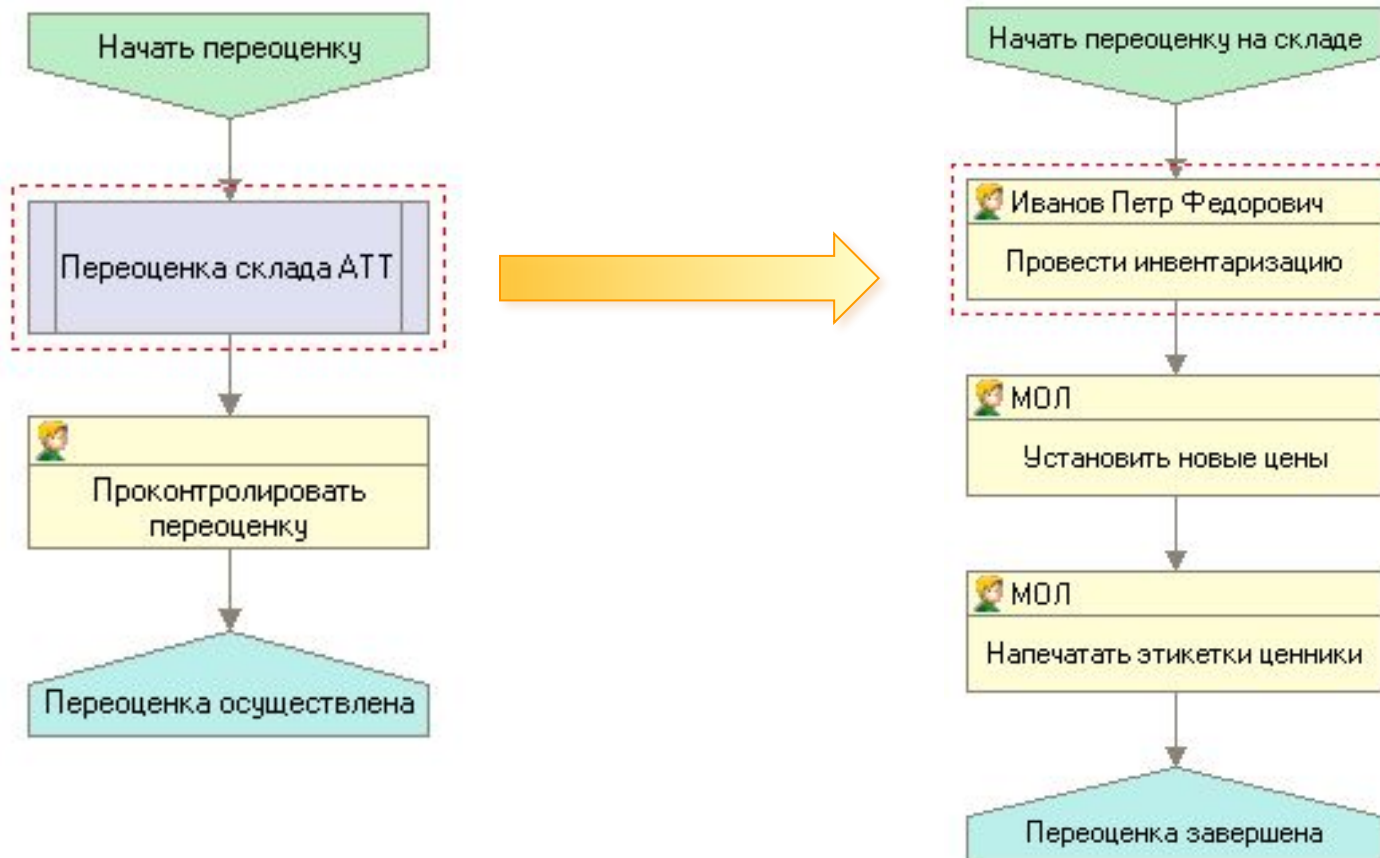 Начать переоценку
Переоценка склада АТТ
Проконтролировать
переоценку
Переоценка осуществлена
Начать переоценку на складе
Иванов Петр Федорович
Провести инвентаризацию
МОЛ
Установить новые цены
МОЛ
Напечатать этикетки ценники
Переоценка завершена